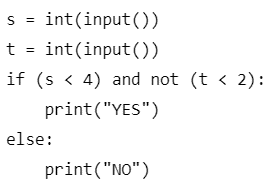 s = int(input())
t = int(input())
if (s < 4) and not (t < 2):
    print("YES")
else:
    print("NO")